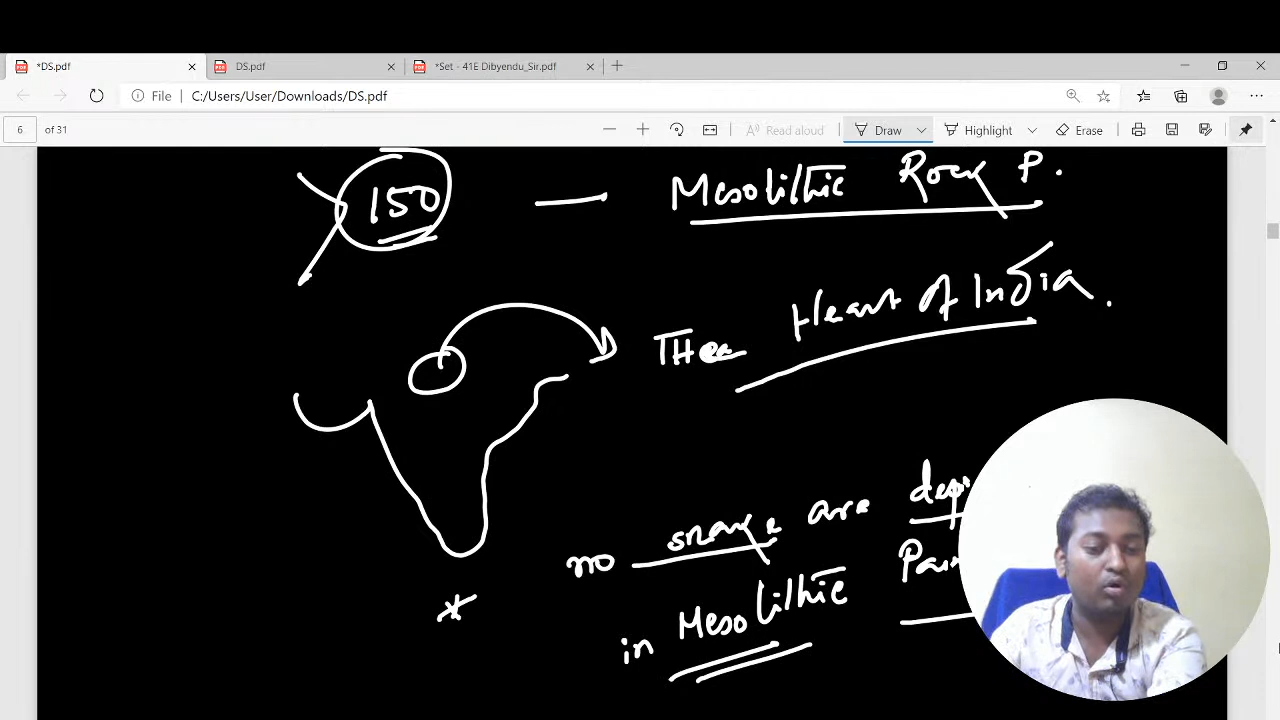 *DS.pdf DS.pdf *Set - 41E Dibyendu_Sir.pdf
File C:/Users/User/Downloads/DS.pdf
6 of 31 Read aloud Draw Highlight Erase
150 — Mesolithic Rock P.
The Heart of India.
no snake are
in Mesolithic
*